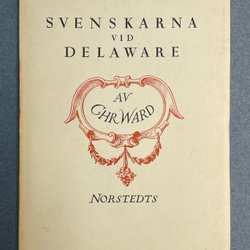 SVENSKARNA
VID
DELAWARE
AV
CHR. WARD
NORSTEDTS